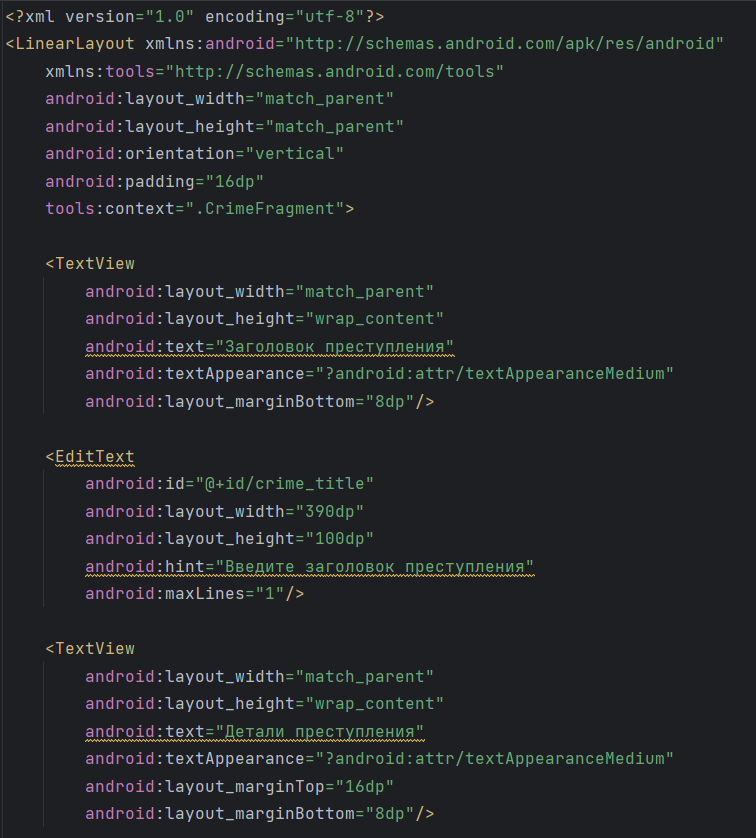 <?xml version="1.0" encoding="utf-8"?>
<LinearLayout xmlns:android="http://schemas.android.com/apk/res/android"
    xmlns:tools="http://schemas.android.com/tools"
    android:layout_width="match_parent"
    android:layout_height="match_parent"
    android:orientation="vertical"
    android:padding="16dp"
    tools:context=".CrimeFragment">

    <TextView
        android:layout_width="match_parent"
        android:layout_height="wrap_content"
        android:text="Заголовок преступления"
        android:textAppearance="?android:attr/textAppearanceMedium"
        android:layout_marginBottom="8dp"/>

    <EditText
        android:id="@+id/crime_title"
        android:layout_width="390dp"
        android:layout_height="100dp"
        android:hint="Введите заголовок преступления"
        android:maxLines="1"/>

    <TextView
        android:layout_width="match_parent"
        android:layout_height="wrap_content"
        android:text="Детали преступления"
        android:textAppearance="?android:attr/textAppearanceMedium"
        android:layout_marginTop="16dp"
        android:layout_marginBottom="8dp"/>